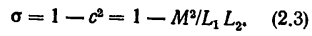 σ = 1 − c² = 1 − M²/L₁ L₂. (2.3)